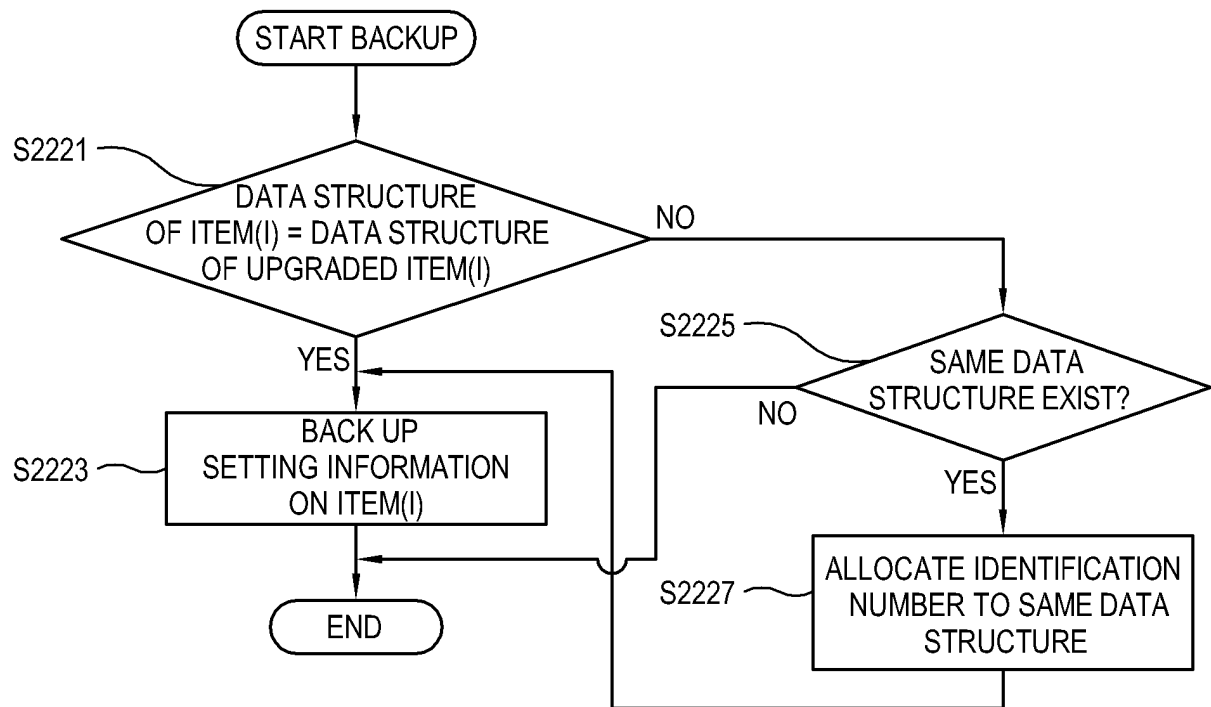 START BACKUP
S2221
DATA STRUCTURE
OF ITEM(I) = DATA STRUCTURE
OF UPGRADED ITEM(I)
NO
YES
S2225
SAME DATA
STRUCTURE EXIST?
NO
YES
S2223
BACK UP
SETTING INFORMATION
ON ITEM(I)
S2227
ALLOCATE IDENTIFICATION
NUMBER TO SAME DATA
STRUCTURE
END